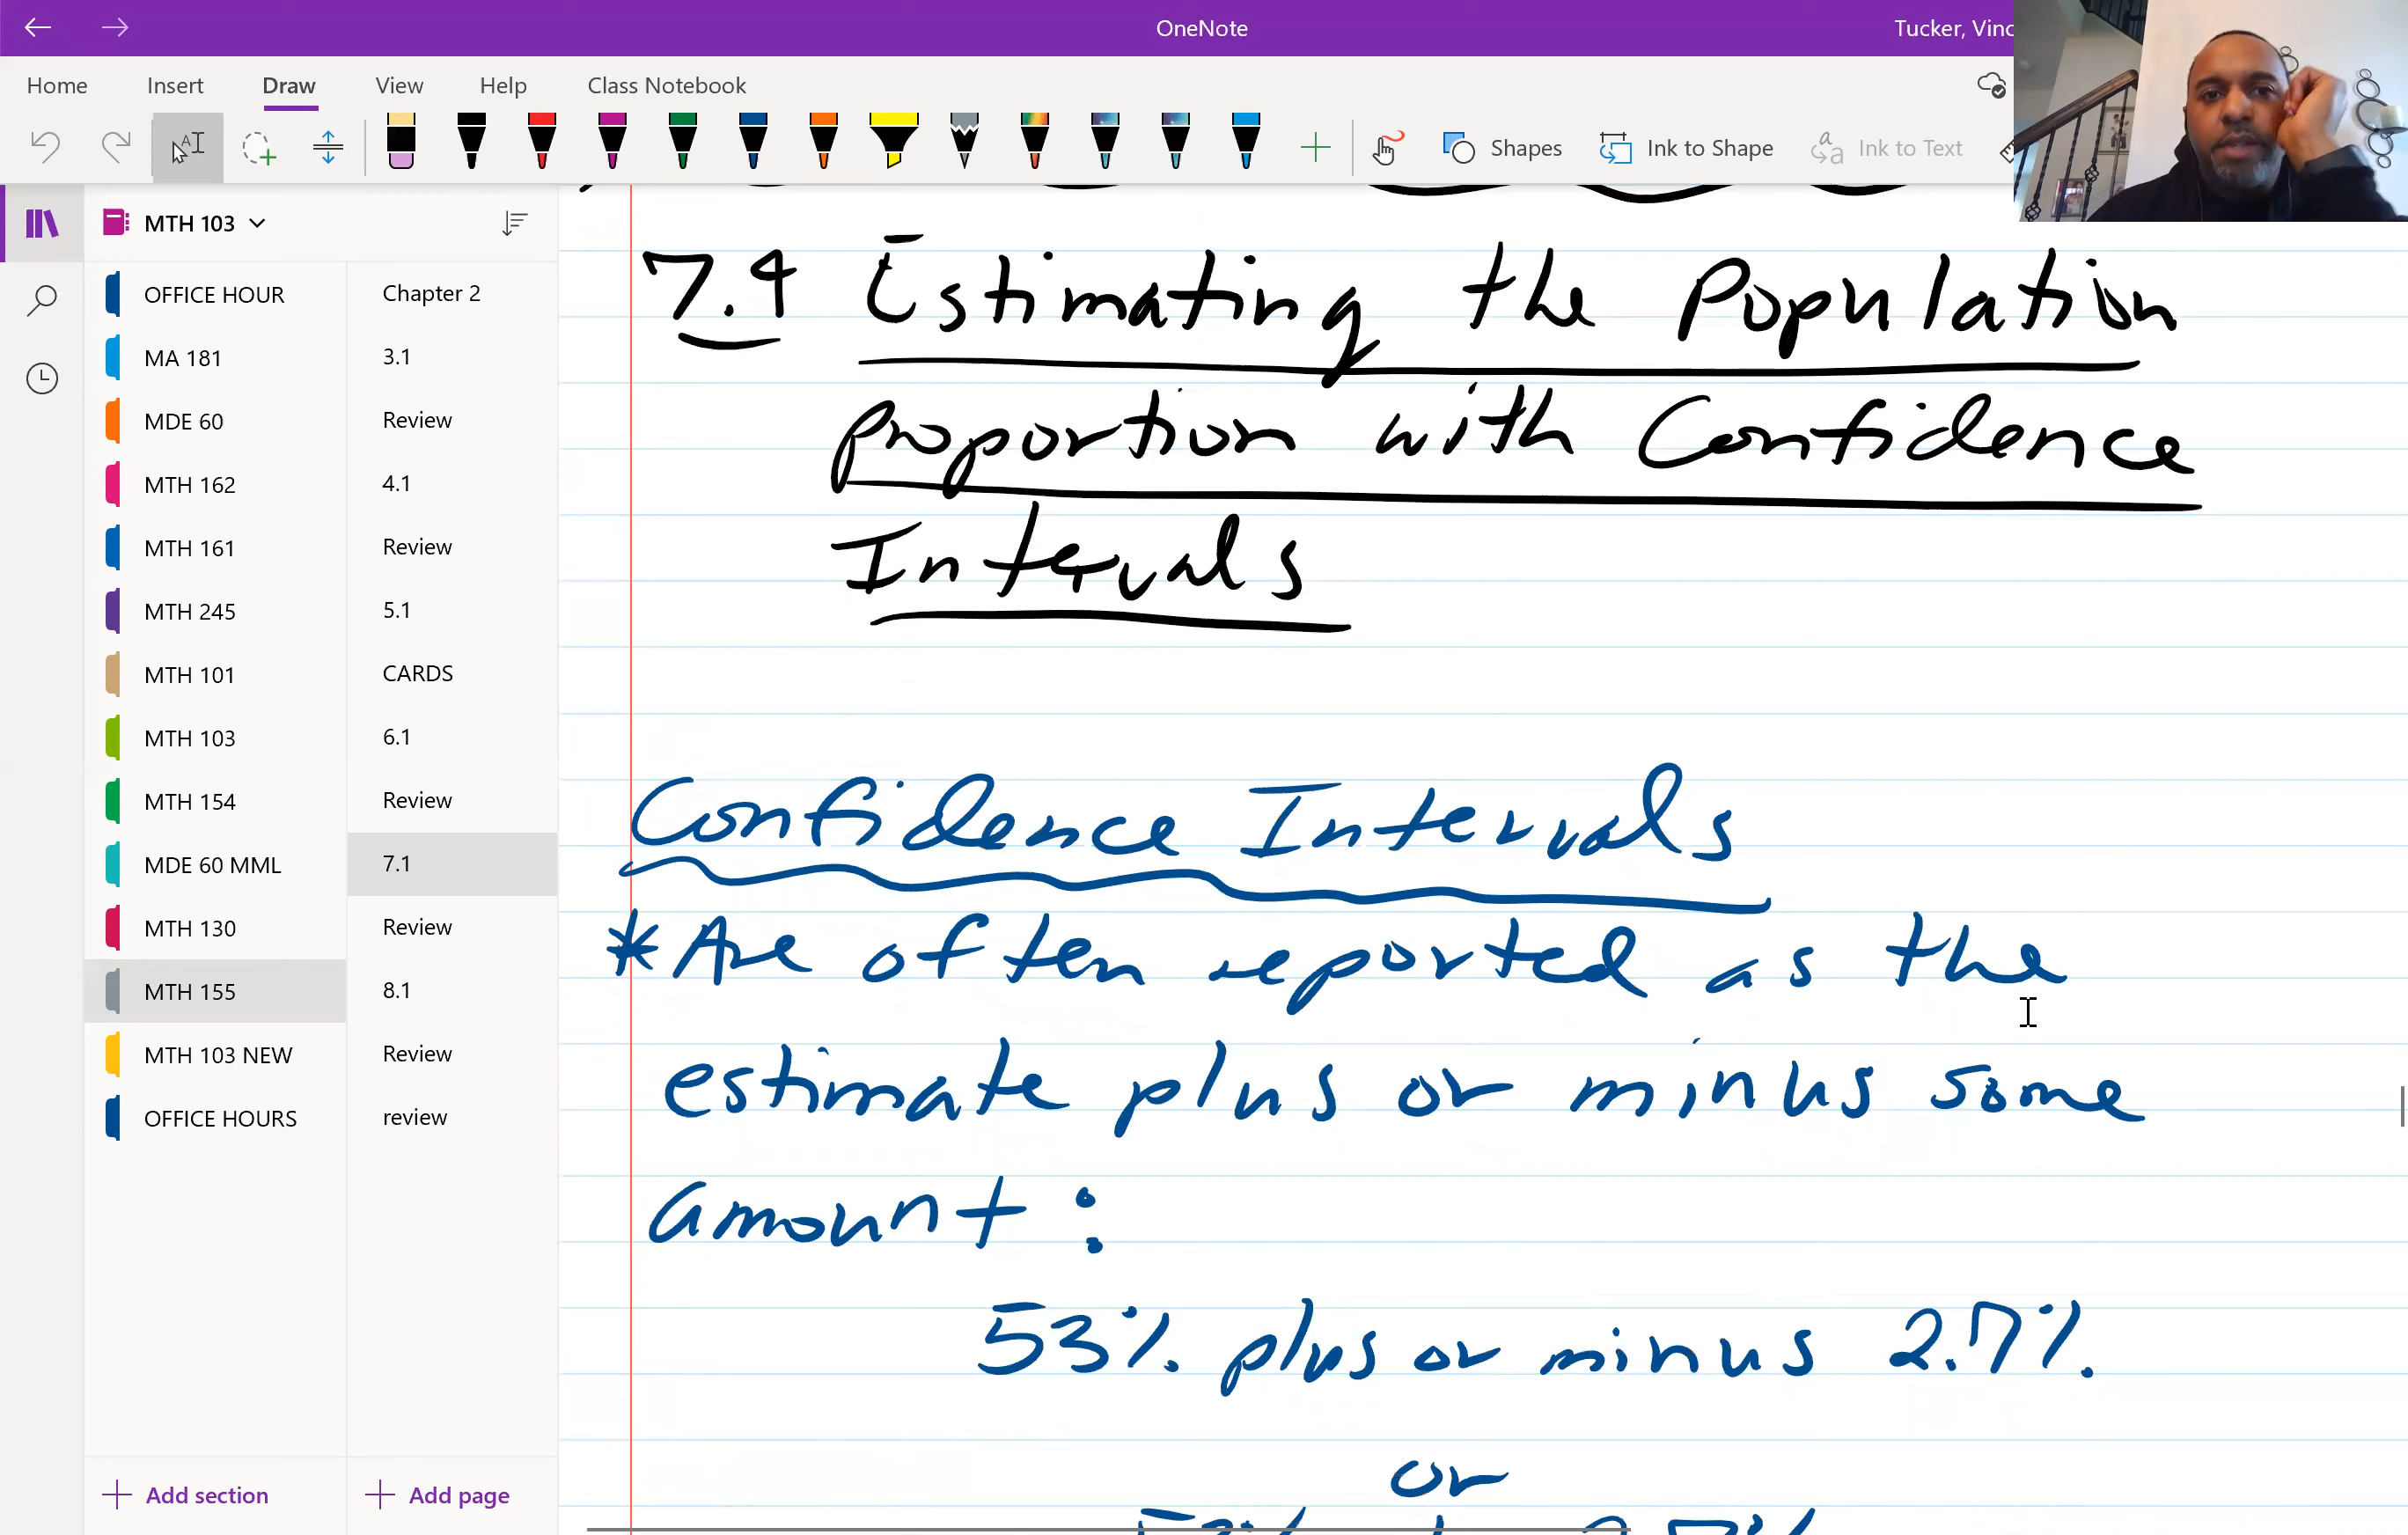 OneNote
Tucker, Vinc
Home Insert Draw View Help Class Notebook
Shapes Ink to Shape Ink to Text
MTH 103
OFFICE HOUR
MA 181
MDE 60
MTH 162
MTH 161
MTH 245
MTH 101
MTH 103
MTH 154
MDE 60 MML
MTH 130
MTH 155
MTH 103 NEW
OFFICE HOURS
Add section
Chapter 2
3.1
Review
4.1
Review
5.1
CARDS
6.1
Review
7.1
Review
8.1
Review
review
Add page
7.4 Estimating the Population
proportion with Confidence
Intervals
Confidence Intervals
*Are often reported as the
estimate plus or minus some
amount:
53% plus or minus 2.7%.
or